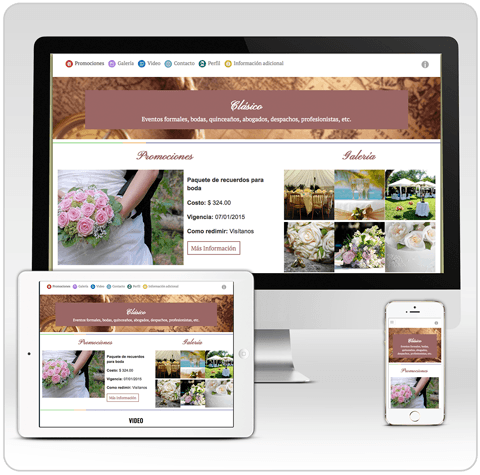 Promociones Galería Video Contacto Perfil Información adicional
Clásico
Eventos formales, bodas, quinceaños, abogados, despachos, profesionistas, etc.
Promociones Galería
Paquete de recuerdos para
boda
Costo: $ 324.00
Vigencia: 07/01/2015
Como redimir: Visítanos
Más Información
Promociones Galería Video Contacto Perfil Información adicional
Clásico
Eventos formales, bodas, quinceaños, abogados, despachos, profesionistas, etc.
Promociones Galería
Paquete de recuerdos para
boda
Costo: $ 324.00
Vigencia: 07/01/2015
Como redimir: Visítanos
Más Información
VIDEO
Clásico
Eventos formales, bodas,
quinceaños, abogados,
despachos, profesionistas, etc.
Promociones